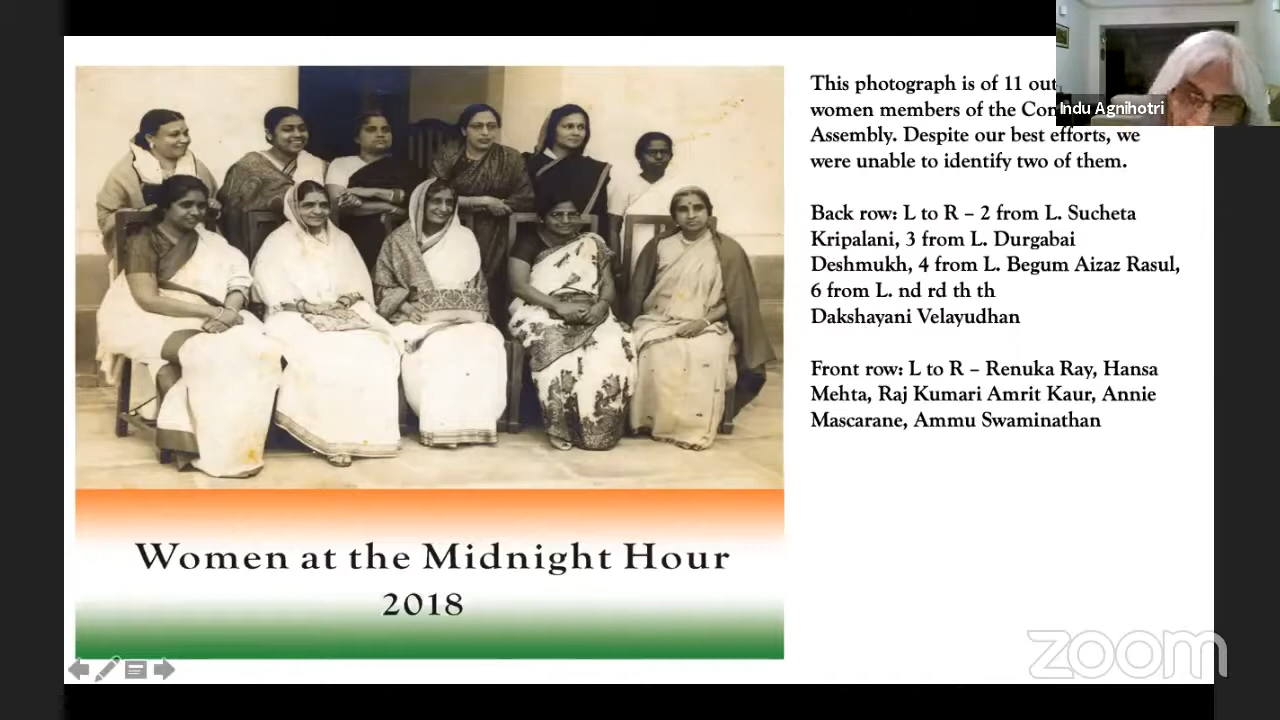 This photograph is of 11 out
women members of the Con
Assembly. Despite our best efforts, we
were unable to identify two of them.
Back row: L to R – 2 from L. Sucheta
Kripalani, 3 from L. Durgabai
Deshmukh, 4 from L. Begum Aizaz Rasul,
6 from L. nd rd th th
Dakshayani Velayudhan
Front row: L to R – Renuka Ray, Hansa
Mehta, Raj Kumari Amrit Kaur, Annie
Mascarane, Ammu Swaminathan
Women at the Midnight Hour
2018
Indu Agnihotri
zoom